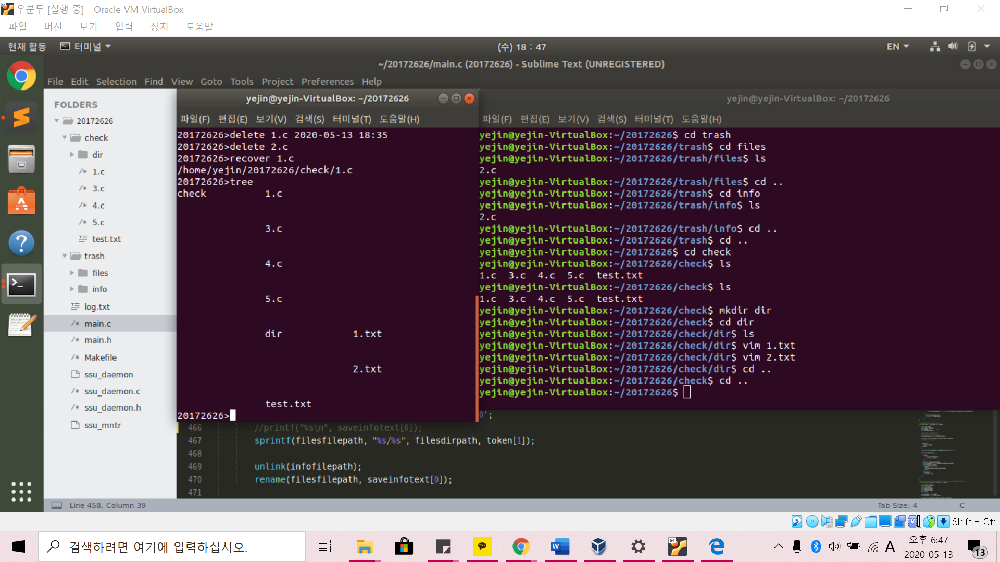 우분투 [실행 중] - Oracle VM VirtualBox
파일 머신 보기 입력 장치 도움말
현재 활동 터미널 (수) 18 : 47 EN
~/20172626/main.c (20172626) - Sublime Text (UNREGISTERED)
File Edit Selection Find View Goto Tools Project Preferences Help
FOLDERS
20172626
check
dir
/* 1.c
/* 3.c
/* 4.c
/* 5.c
test.txt
trash
files
info
log.txt
/* main.c
/* main.h
/* Makefile
ssu_daemon
/* ssu_daemon.c
/* ssu_daemon.h
ssu_mntr
yejin@yejin-VirtualBox: ~/20172626
파일(F) 편집(E) 보기(V) 검색(S) 터미널(T) 도움말(H)
20172626>delete 1.c 2020-05-13 18:35
20172626>delete 2.c
20172626>recover 1.c
/home/yejin/20172626/check/1.c
20172626>tree
check 1.c
3.c
4.c
5.c
dir 1.txt
2.txt
test.txt
20172626>
yejin@yejin-VirtualBox: ~/20172626
파일(F) 편집(E) 보기(V) 검색(S) 터미널(T) 도움말(H)
yejin@yejin-VirtualBox:~/20172626$ cd trash
yejin@yejin-VirtualBox:~/20172626/trash$ cd files
yejin@yejin-VirtualBox:~/20172626/trash/files$ ls
2.c
yejin@yejin-VirtualBox:~/20172626/trash/files$ cd ..
yejin@yejin-VirtualBox:~/20172626/trash$ cd info
yejin@yejin-VirtualBox:~/20172626/trash/info$ ls
2.c
yejin@yejin-VirtualBox:~/20172626/trash/info$ cd ..
yejin@yejin-VirtualBox:~/20172626/trash$ cd ..
yejin@yejin-VirtualBox:~/20172626$ cd check
yejin@yejin-VirtualBox:~/20172626/check$ ls
1.c 3.c 4.c 5.c test.txt
yejin@yejin-VirtualBox:~/20172626/check$ ls
1.c 3.c 4.c 5.c test.txt
yejin@yejin-VirtualBox:~/20172626/check$ mkdir dir
yejin@yejin-VirtualBox:~/20172626/check$ cd dir
yejin@yejin-VirtualBox:~/20172626/check/dir$ ls
yejin@yejin-VirtualBox:~/20172626/check/dir$ vim 1.txt
yejin@yejin-VirtualBox:~/20172626/check/dir$ vim 2.txt
yejin@yejin-VirtualBox:~/20172626/check/dir$ cd ..
yejin@yejin-VirtualBox:~/20172626/check$ cd ..
yejin@yejin-VirtualBox:~/20172626$
0';
466 //printf("%s\n", saveinfotext[0]);
467 sprintf(filesfilepath, "%s/%s", filesdirpath, token[1]);
468
469 unlink(infofilepath);
470 rename(filesfilepath, saveinfotext[0]);
471
Line 458, Column 39 Tab Size: 4 C
Shift + Ctrl
검색하려면 여기에 입력하십시오.
TALK
W
64
A
오후 6:47
2020-05-13
13